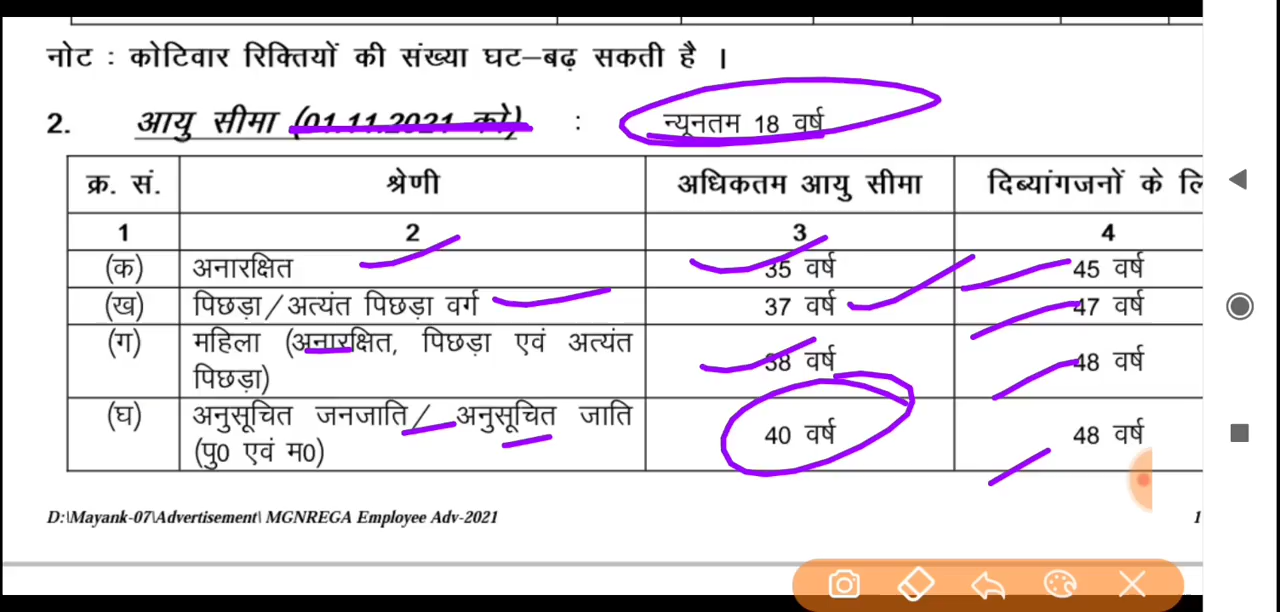 नोट : कोटिवार रिक्तियों की संख्या घट–बढ़ सकती है ।
2. आयु सीमा (01.11.2021 को) : न्यूनतम 18 वर्ष
क्र. सं. श्रेणी अधिकतम आयु सीमा दिब्यांगजनों के लि
1 2 3 4
(क) अनारक्षित 35 वर्ष 45 वर्ष
(ख) पिछड़ा/अत्यंत पिछड़ा वर्ग 37 वर्ष 47 वर्ष
(ग) महिला (अनारक्षित, पिछड़ा एवं अत्यंत
पिछड़ा) 38 वर्ष 48 वर्ष
(घ) अनुसूचित जनजाति/ अनुसूचित जाति
(पु0 एवं म0) 40 वर्ष 48 वर्ष
D:\Mayank-07\Advertisement\ MGNREGA Employee Adv-2021 1